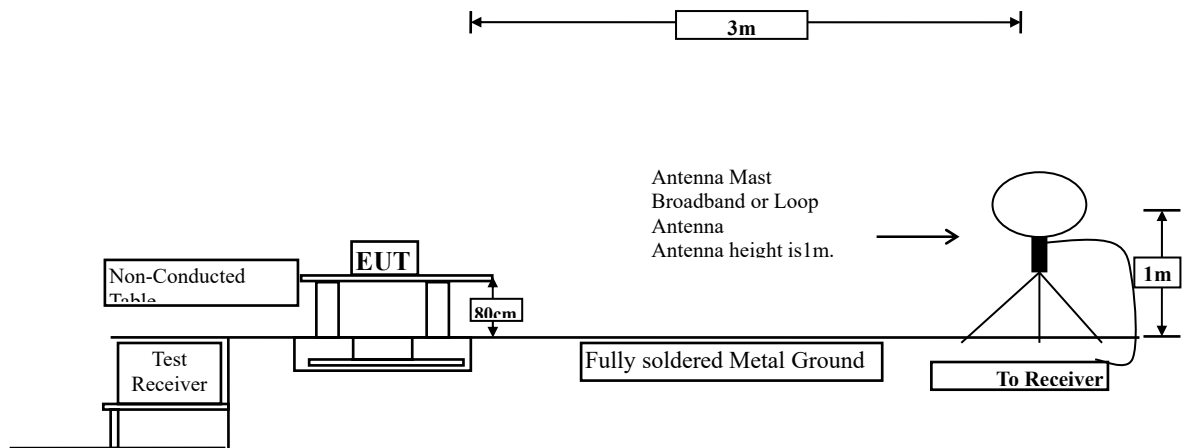 3m
Antenna Mast
Broadband or Loop
Antenna
Antenna height is1m.
EUT
Non-Conducted
Table
80cm
1m
Test
Receiver
Fully soldered Metal Ground
To Receiver